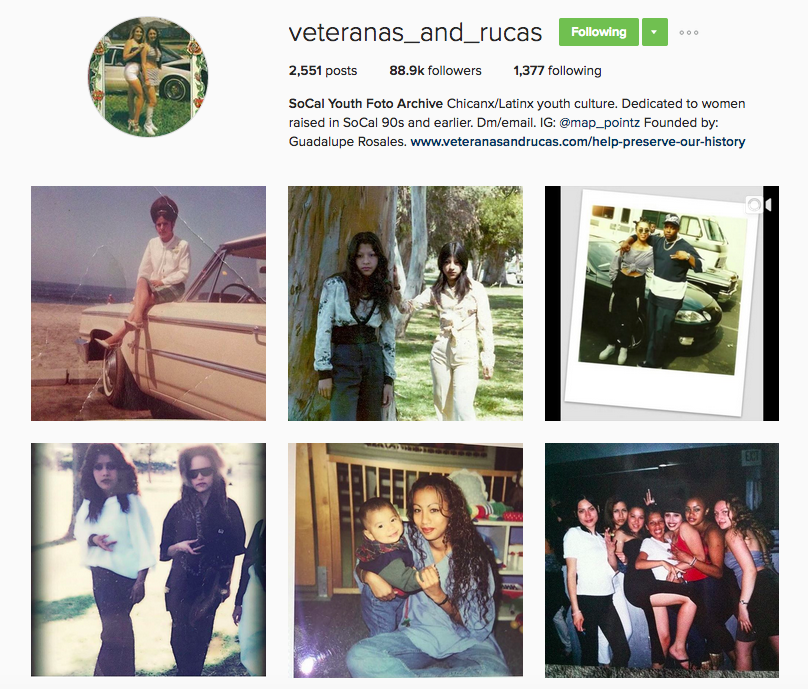 veteranas_and_rucas Following
2,551 posts 88.9k followers 1,377 following
SoCal Youth Foto Archive Chicanx/Latinx youth culture. Dedicated to women
raised in SoCal 90s and earlier. Dm/email. IG: @map_pointz Founded by:
Guadalupe Rosales. www.veteranasandrucas.com/help-preserve-our-history
EXIT